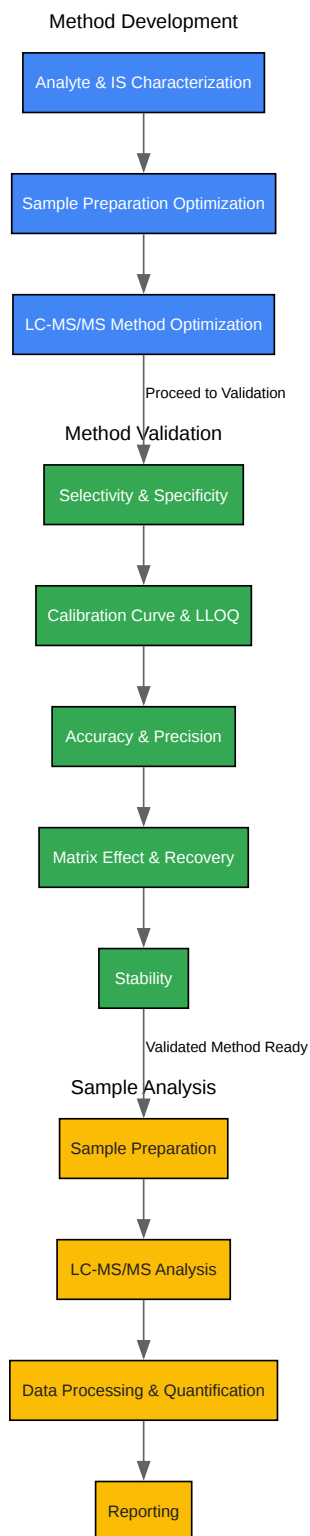 Method Development
Analyte & IS Characterization
Sample Preparation Optimization
LC-MS/MS Method Optimization
Proceed to Validation
Method Validation
Selectivity & Specificity
Calibration Curve & LLOQ
Accuracy & Precision
Matrix Effect & Recovery
Stability
Validated Method Ready
Sample Analysis
Sample Preparation
LC-MS/MS Analysis
Data Processing & Quantification
Reporting